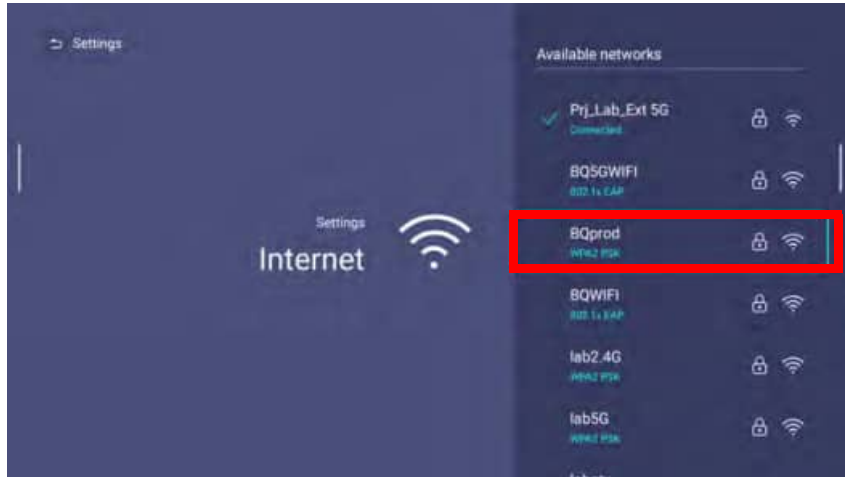 Settings
Available networks
Prj_Lab_Ext 5G
Connected
BQ5GWIFI
802.1x EAP
BQprod
WPA2 PSK
Settings
Internet
BQWIFI
802.1x EAP
lab2.4G
WPA2 PSK
lab5G
WPA2 PSK